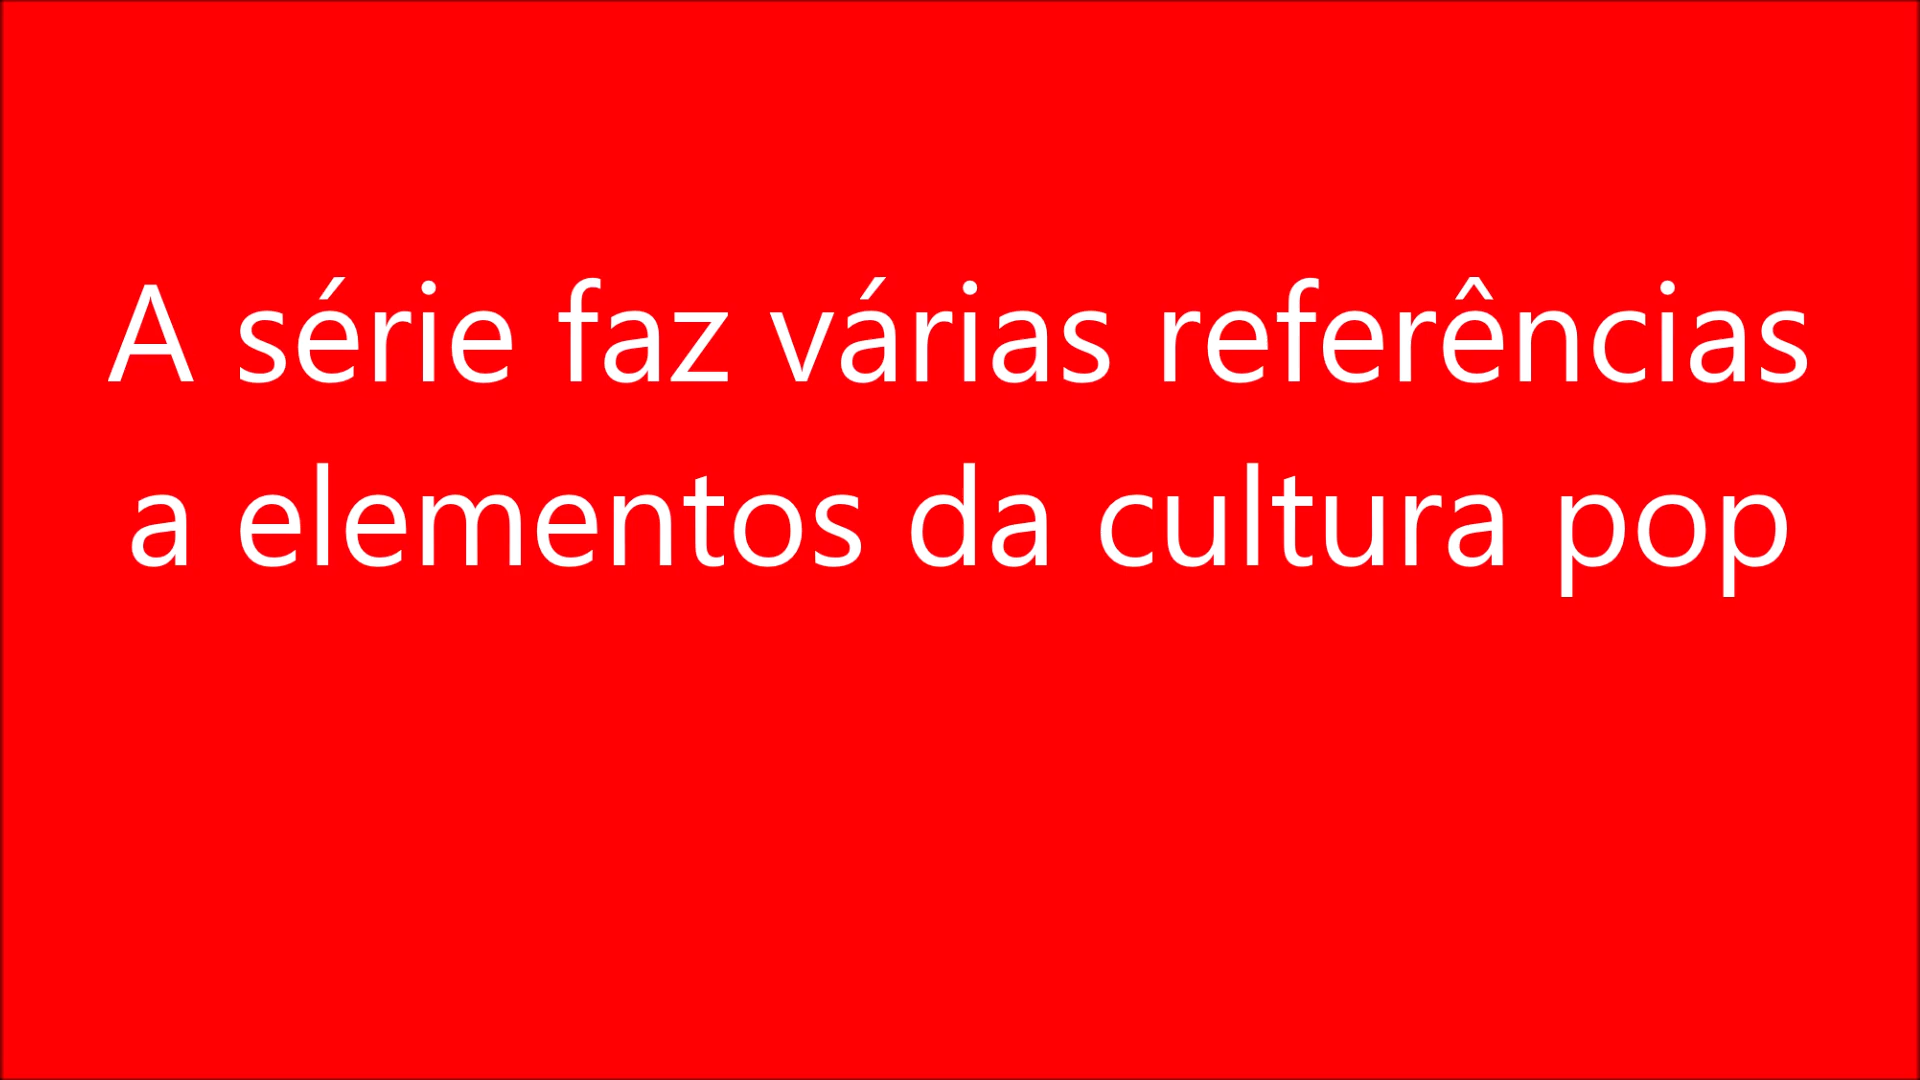 A série faz várias referências
a elementos da cultura pop